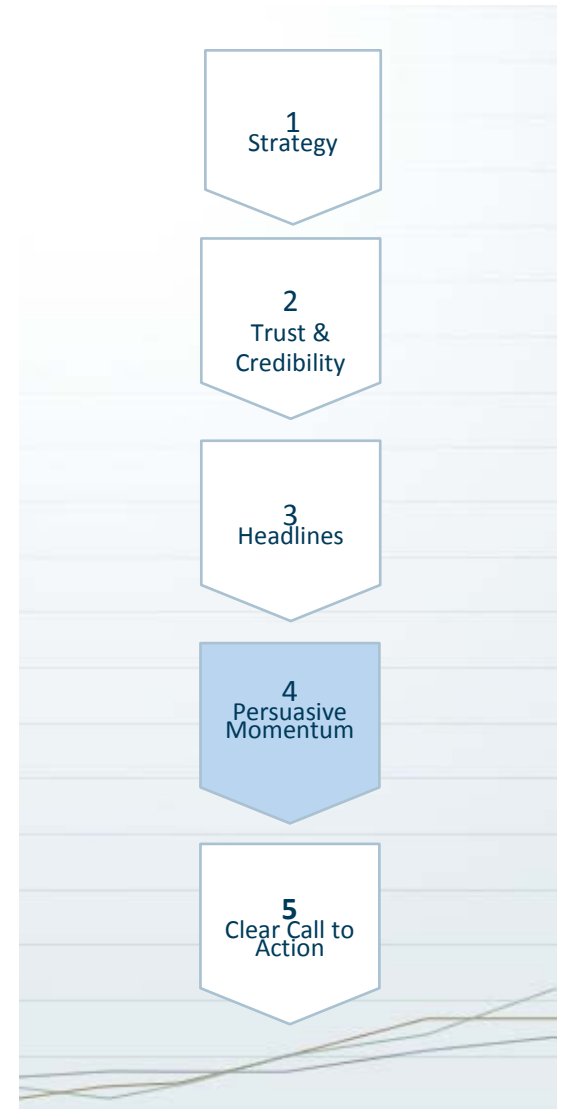 1
Strategy
2
Trust &
Credibility
3
Headlines
4
Persuasive
Momentum
5
Clear Call to
Action